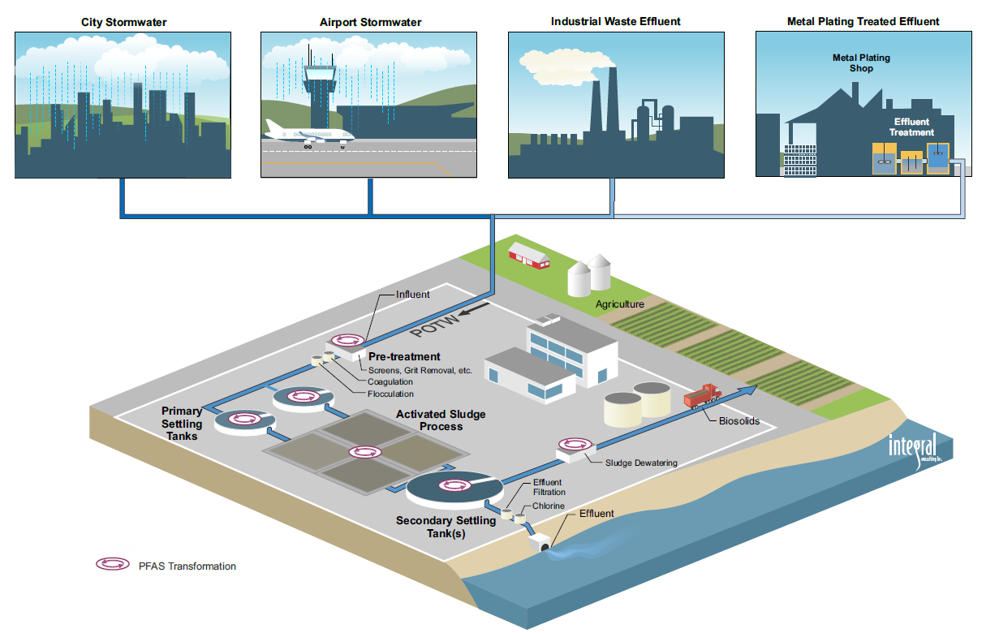 City Stormwater
Airport Stormwater
Industrial Waste Effluent
Metal Plating Treated Effluent
Metal Plating
Shop
Effluent
Treatment
Influent
POTW
Agriculture
Pre-treatment
Screens, Grit Removal, etc.
Coagulation
Flocculation
Primary
Settling
Tanks
Activated Sludge
Process
Biosolids
Sludge Dewatering
integral
consulting inc.
Effluent
Filtration
Chlorine
Effluent
Secondary Settling
Tank(s)
PFAS Transformation